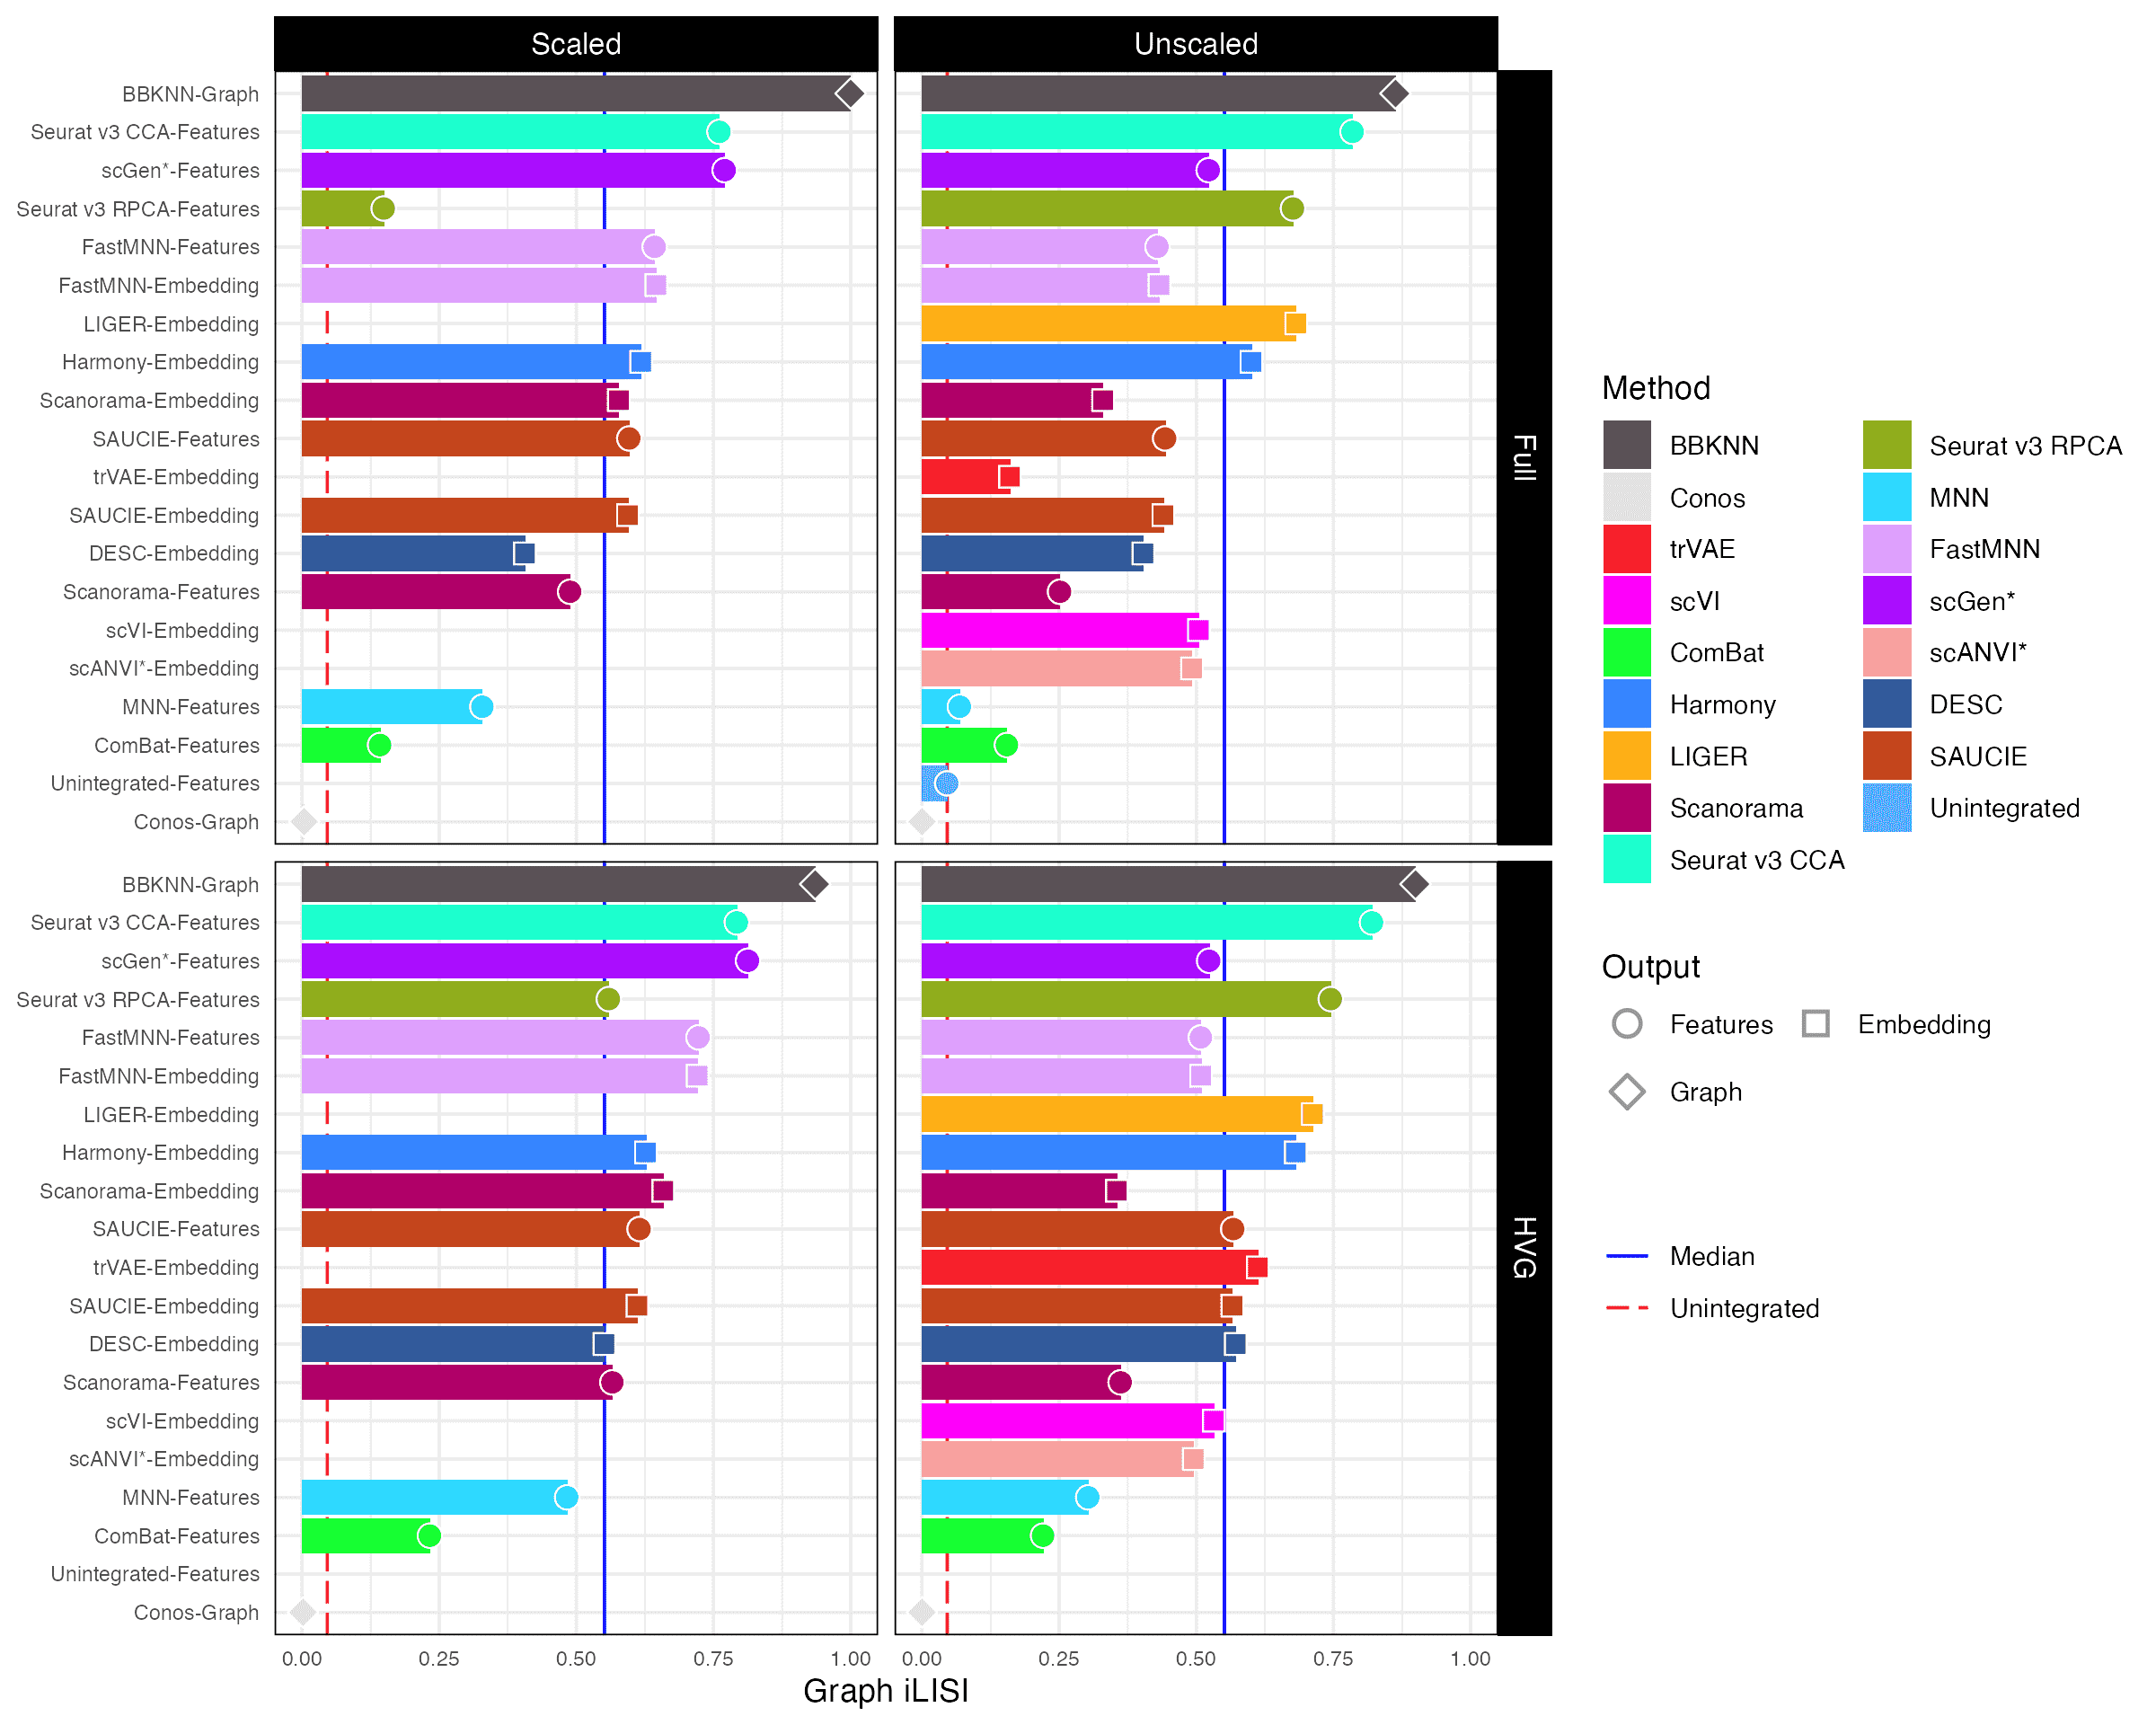 Scaled
Unscaled
BBKNN-Graph
Seurat v3 CCA-Features
scGen*-Features
Seurat v3 RPCA-Features
FastMNN-Features
FastMNN-Embedding
LIGER-Embedding
Harmony-Embedding
Scanorama-Embedding
SAUCIE-Features
trVAE-Embedding
SAUCIE-Embedding
DESC-Embedding
Scanorama-Features
scVI-Embedding
scANVI*-Embedding
MNN-Features
ComBat-Features
Unintegrated-Features
Conos-Graph
Full
BBKNN-Graph
Seurat v3 CCA-Features
scGen*-Features
Seurat v3 RPCA-Features
FastMNN-Features
FastMNN-Embedding
LIGER-Embedding
Harmony-Embedding
Scanorama-Embedding
SAUCIE-Features
trVAE-Embedding
SAUCIE-Embedding
DESC-Embedding
Scanorama-Features
scVI-Embedding
scANVI*-Embedding
MNN-Features
ComBat-Features
Unintegrated-Features
Conos-Graph
HVG
0.00 0.25 0.50 0.75 1.00
0.00 0.25 0.50 0.75 1.00
Graph iLISI
Method
BBKNN
Conos
trVAE
scVI
ComBat
Harmony
LIGER
Scanorama
Seurat v3 CCA
Seurat v3 RPCA
MNN
FastMNN
scGen*
scANVI*
DESC
SAUCIE
Unintegrated
Output
Features
Embedding
Graph
Median
Unintegrated